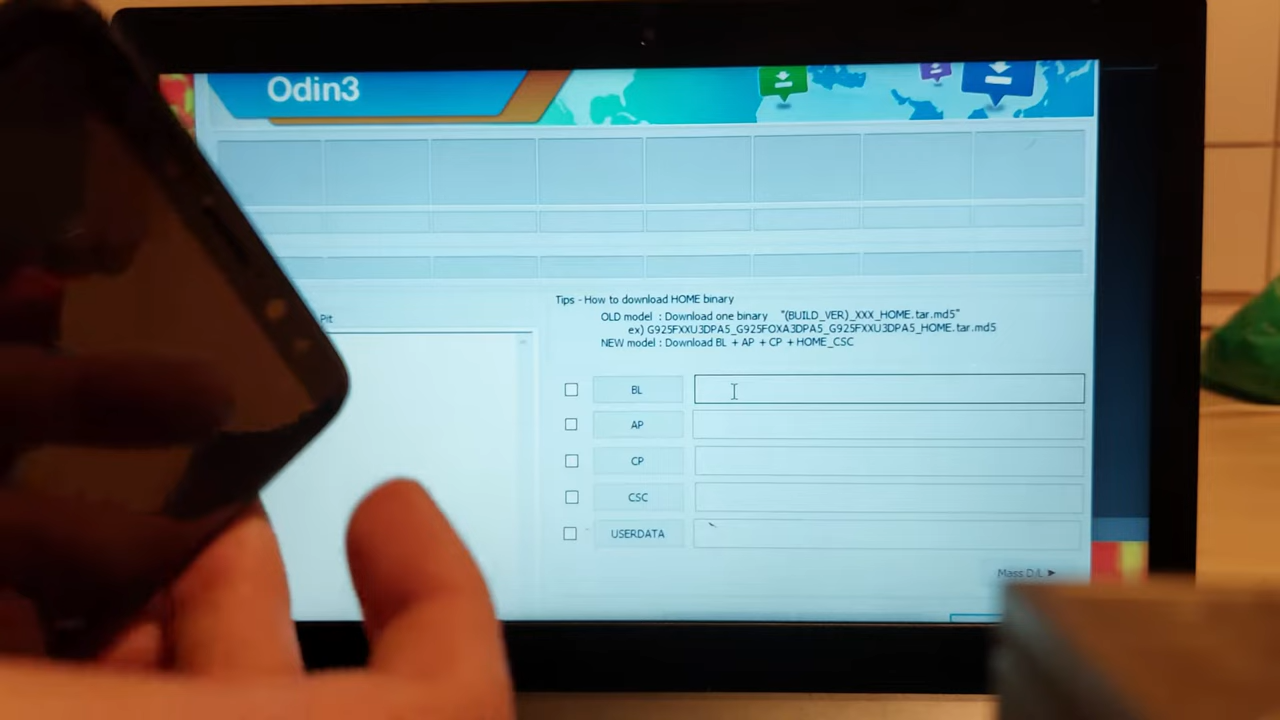 Odin3
Pit
Tips - How to download HOME binary
OLD model : Download one binary "(BUILD_VER)_XXX_HOME.tar.md5"
ex) G925FXXU3DPA5_G925FOXA3DPA5_G925FXXU3DPA5_HOME.tar.md5
NEW model : Download BL + AP + CP + HOME_CSC
BL
AP
CP
CSC
USERDATA
Mass D/L ►